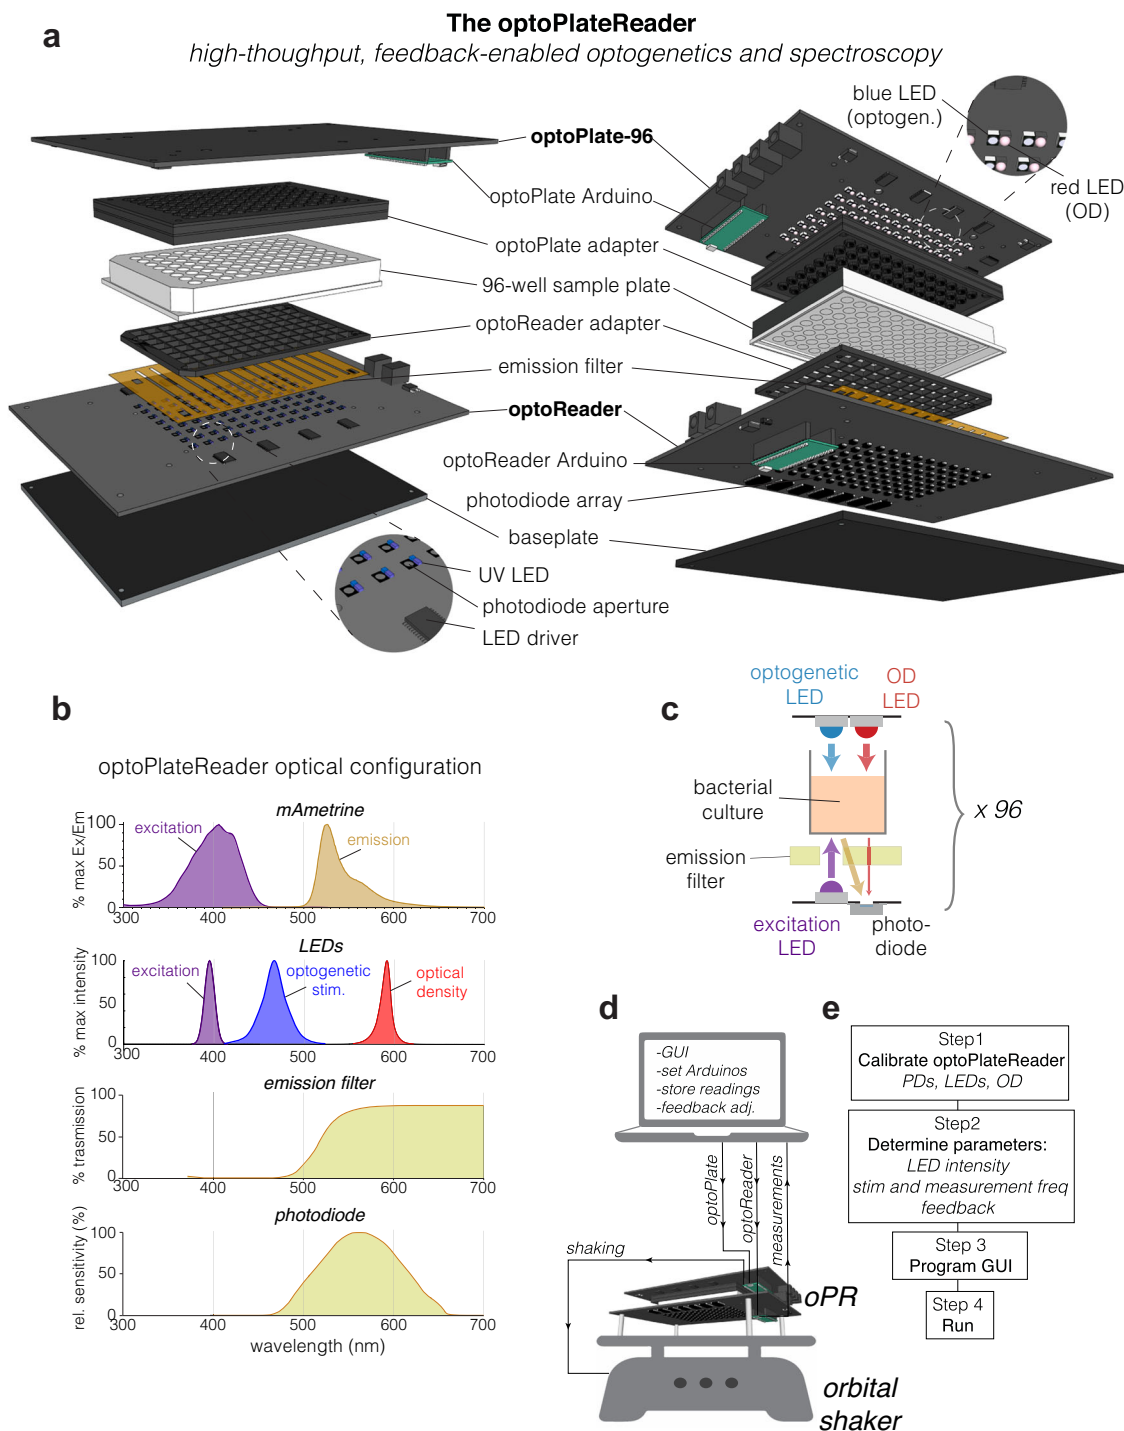 a
The optoPlateReader
high-thoughput, feedback-enabled optogenetics and spectroscopy
blue LED
(optogen.)
red LED
(OD)
optoPlate-96
optoPlate Arduino
optoPlate adapter
96-well sample plate
optoReader adapter
emission filter
optoReader
optoReader Arduino
photodiode array
baseplate
UV LED
photodiode aperture
LED driver
b
optoPlateReader optical configuration
mAmetrine
% max Ex/Em
100
50
0
excitation
emission
300
400
500
600
700
LEDs
% max intensity
100
50
0
excitation
optogenetic
stim.
optical
density
300
400
500
600
700
emission filter
% trasmission
100
50
0
300
400
500
600
700
photodiode
rel. sensitivity (%)
100
50
0
300
400
500
600
700
wavelength (nm)
c
optogenetic
LED
OD
LED
bacterial
culture
emission
filter
excitation
LED
photo-
diode
x 96
d
-GUI
-set Arduinos
-store readings
-feedback adj.
optoPlate
optoReader
measurements
shaking
oPR
orbital
shaker
e
Step1
Calibrate optoPlateReader
PDs, LEDs, OD
Step2
Determine parameters:
LED intensity
stim and measurement freq
feedback
Step 3
Program GUI
Step 4
Run